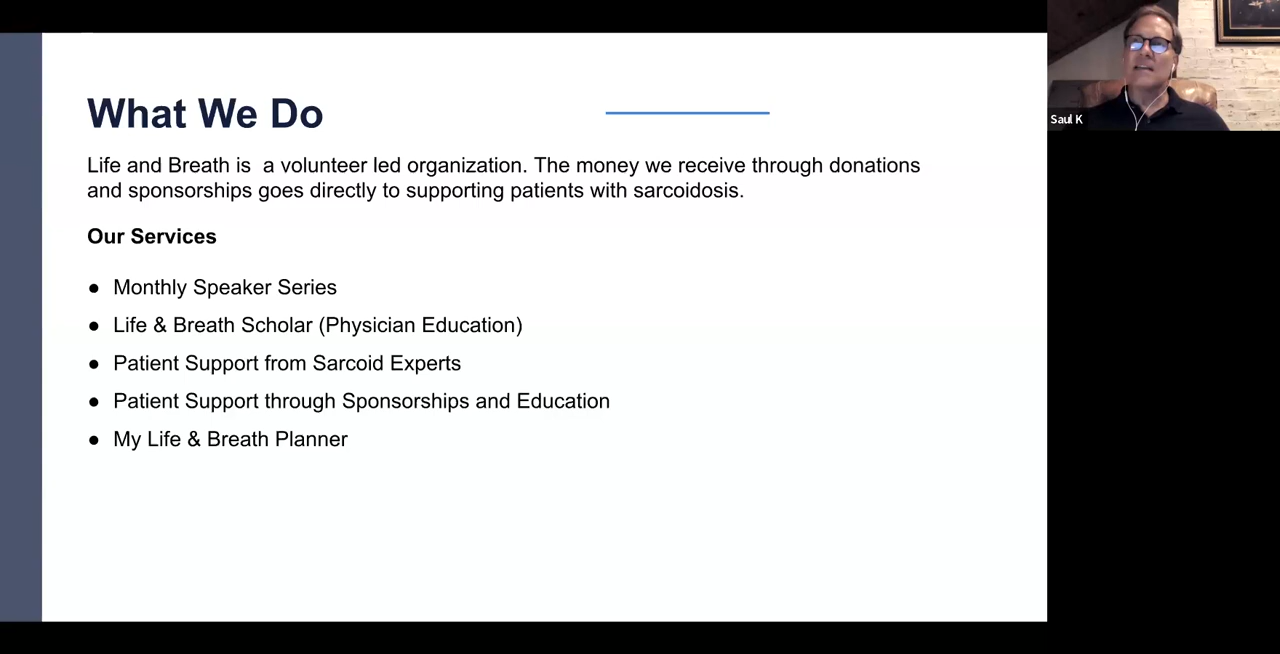 What We Do
Life and Breath is  a volunteer led organization. The money we receive through donations
and sponsorships goes directly to supporting patients with sarcoidosis.
Our Services
● Monthly Speaker Series
● Life & Breath Scholar (Physician Education)
● Patient Support from Sarcoid Experts
● Patient Support through Sponsorships and Education
● My Life & Breath Planner
Saul K